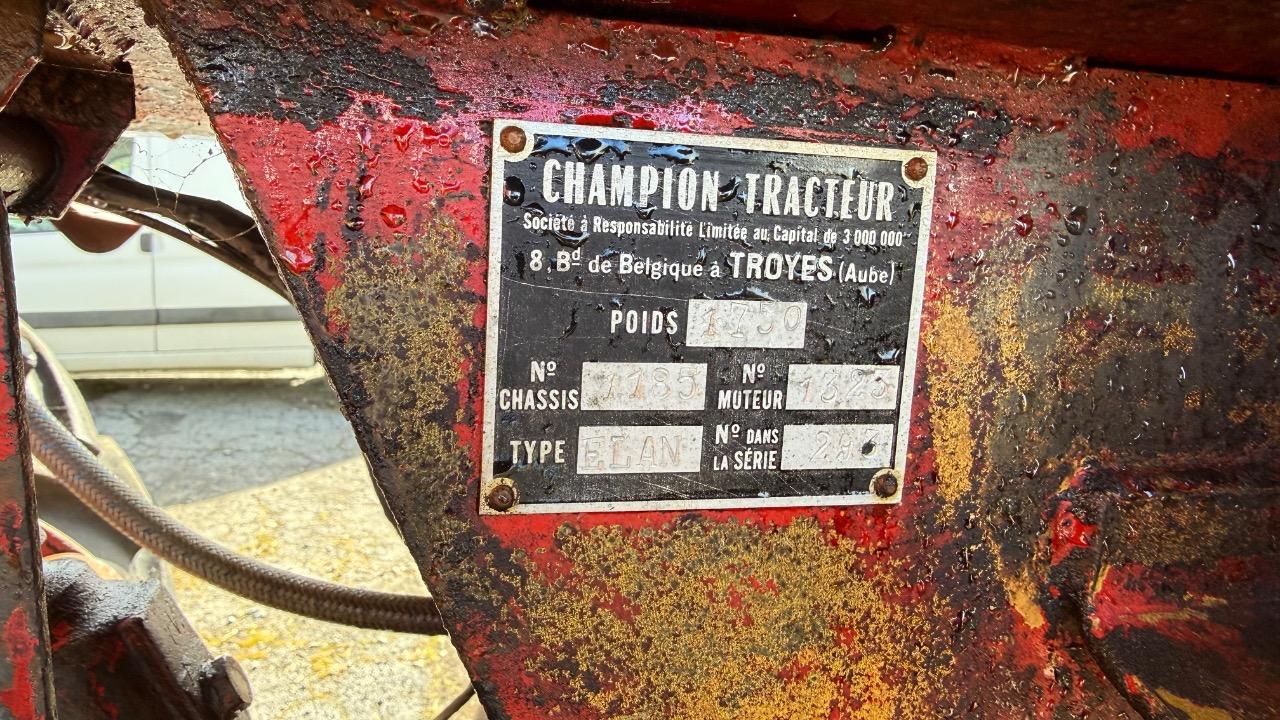 CHAMPION TRACTEUR
Société à Responsabilité Limitée au Capital de 3 000 000
8, Bd de Belgique à TROYES (Aube)
POIDS 1750
No CHASSIS 1185 No MOTEUR 1325
TYPE ELAN No DANS LA SÉRIE